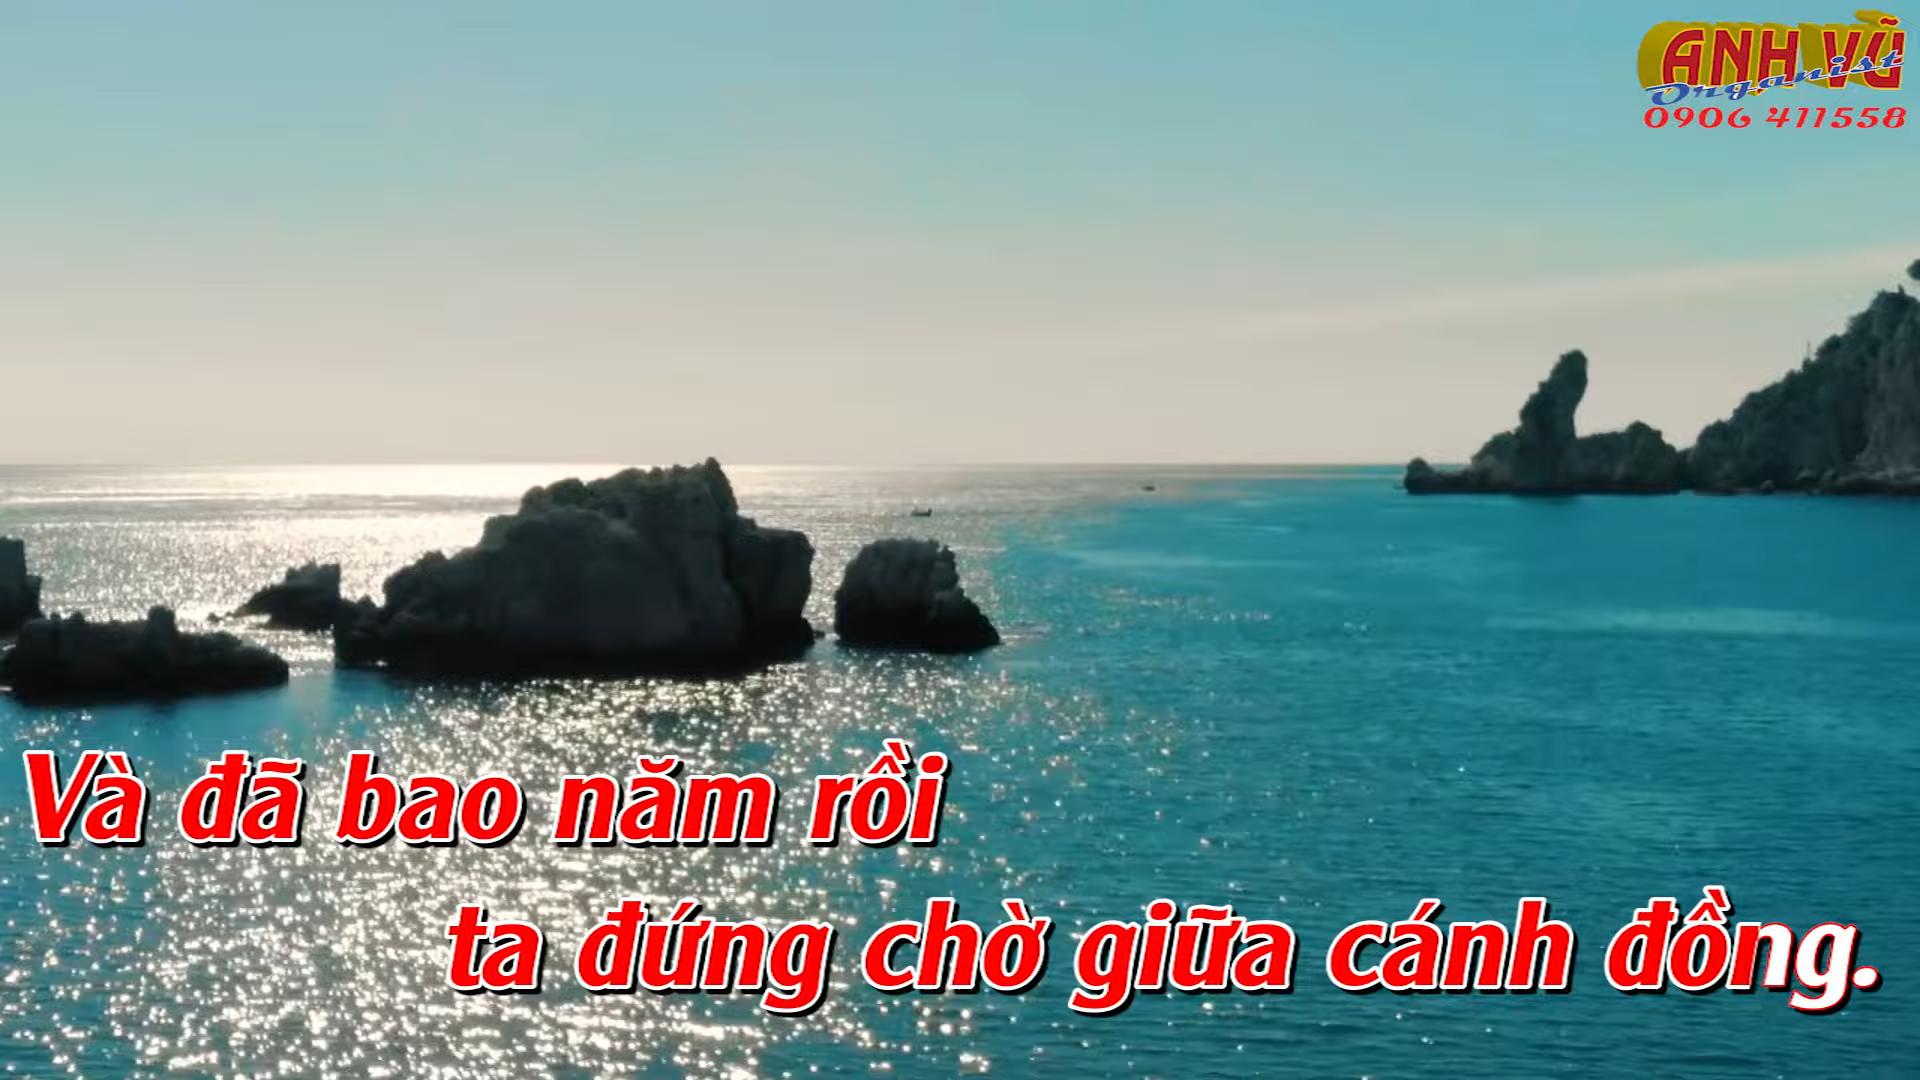 ANH VŨ
Organist
0906 411558
Và đã bao năm rồi
ta đứng chờ giữa cánh đồng.